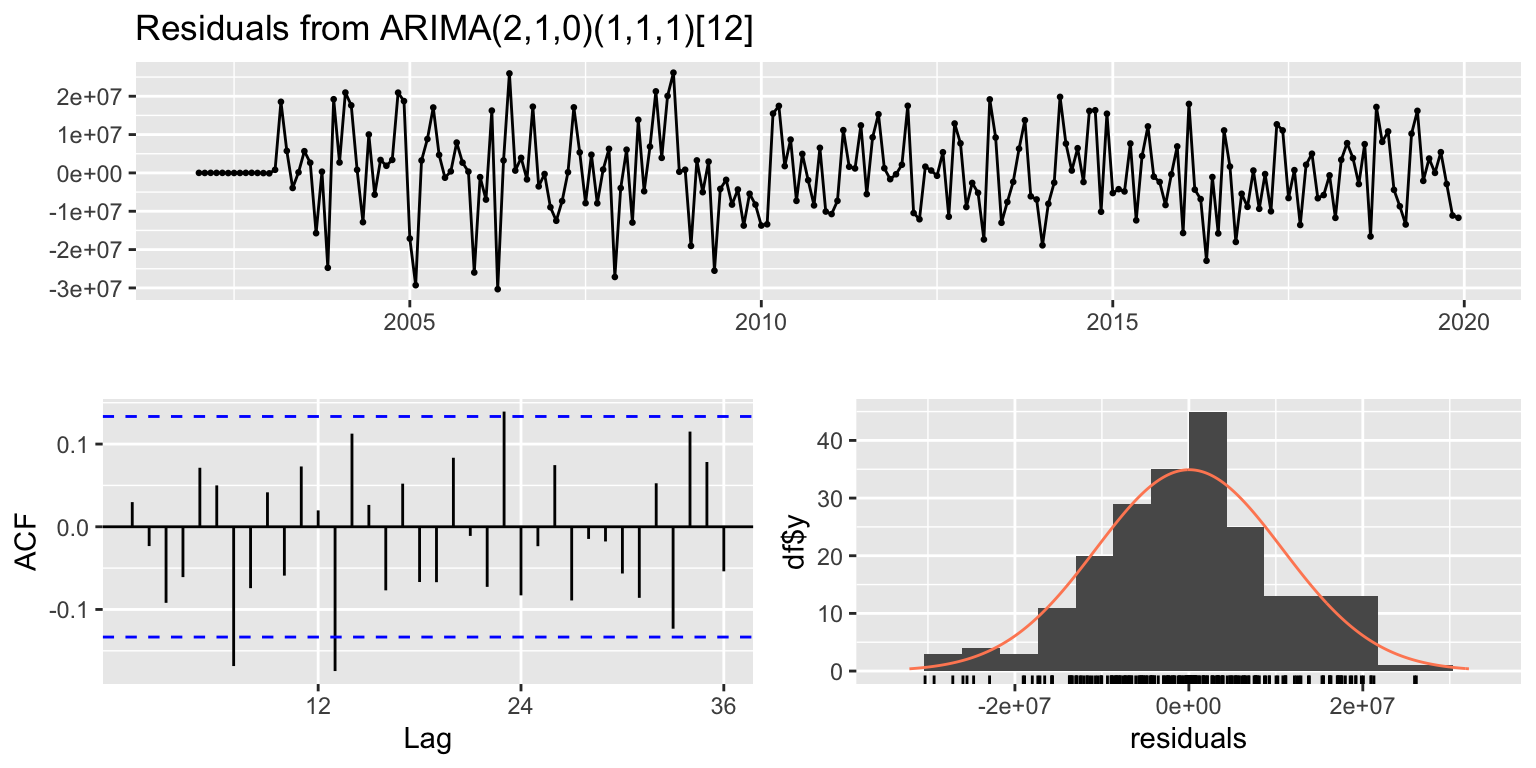 Residuals from ARIMA(2,1,0)(1,1,1)[12]
2e+07
1e+07
0e+00
-1e+07
-2e+07
-3e+07
2005 2010 2015 2020
ACF
0.1
0.0
-0.1
12 24 36
Lag
df$y
40
30
20
10
0
-2e+07 0e+00 2e+07
residuals